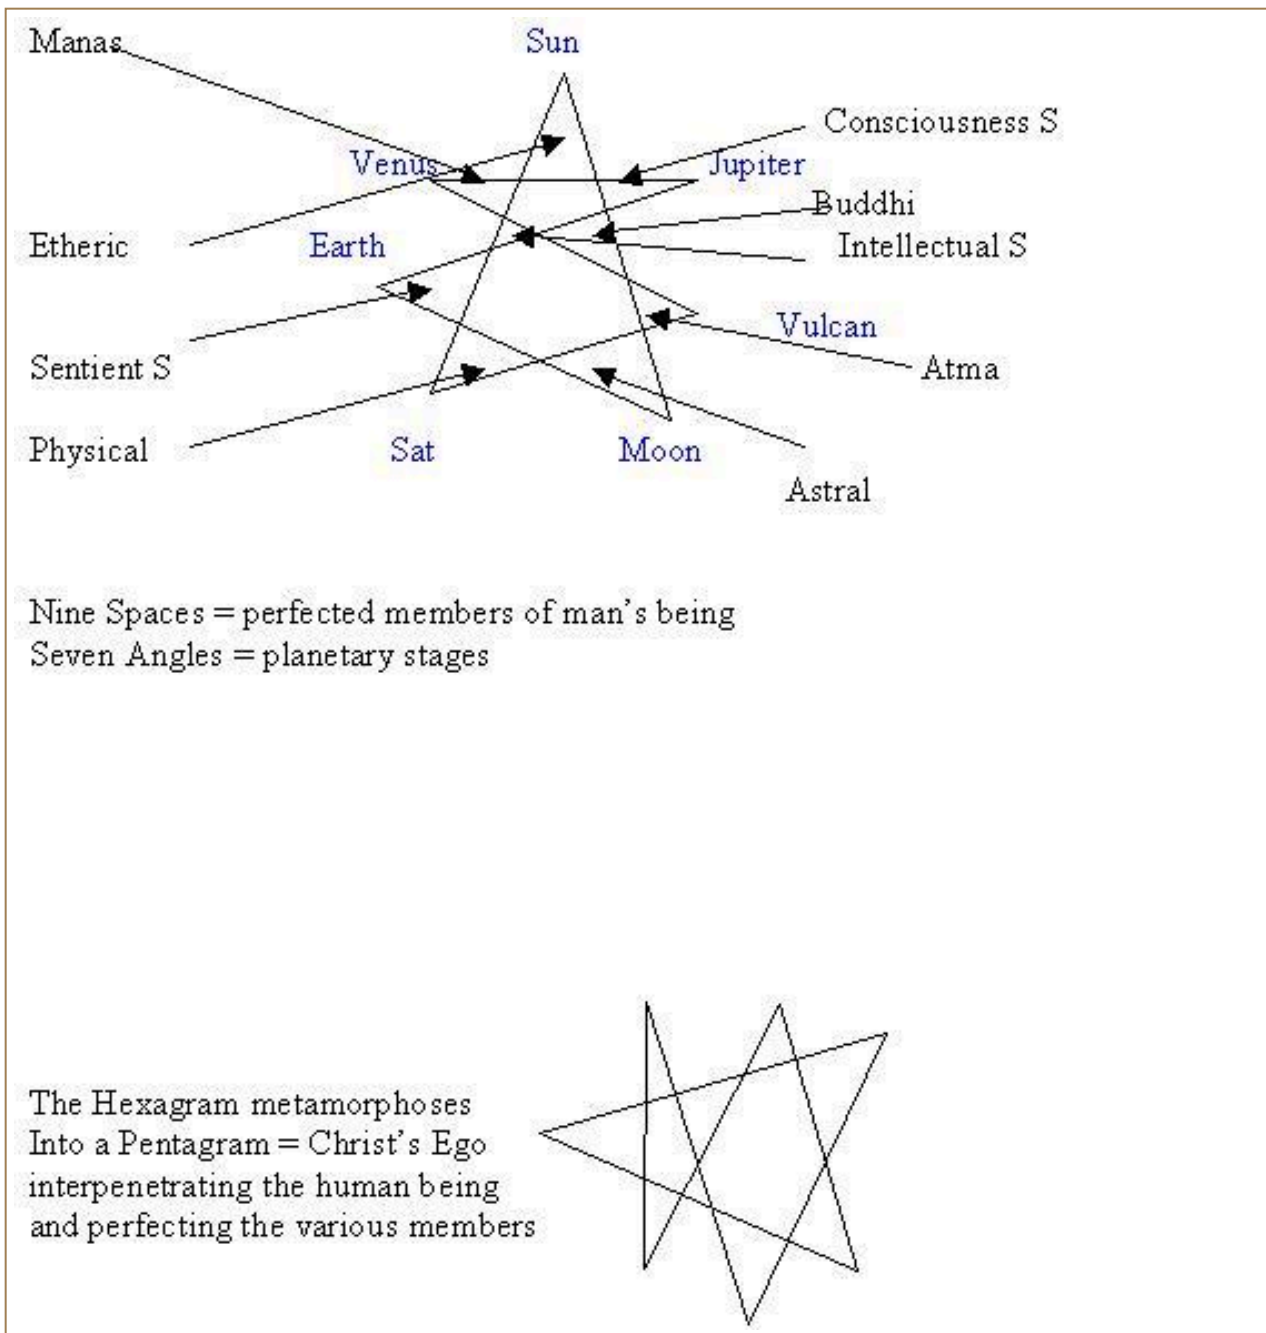 Manas
Sun
Consciousness S
Venus
Jupiter
Buddhi
Etheric
Earth
Intellectual S
Vulcan
Sentient S
Atma
Physical
Sat
Moon
Astral
Nine Spaces = perfected members of man's being
Seven Angles = planetary stages
The Hexagram metamorphoses
Into a Pentagram = Christ's Ego
interpenetrating the human being
and perfecting the various members